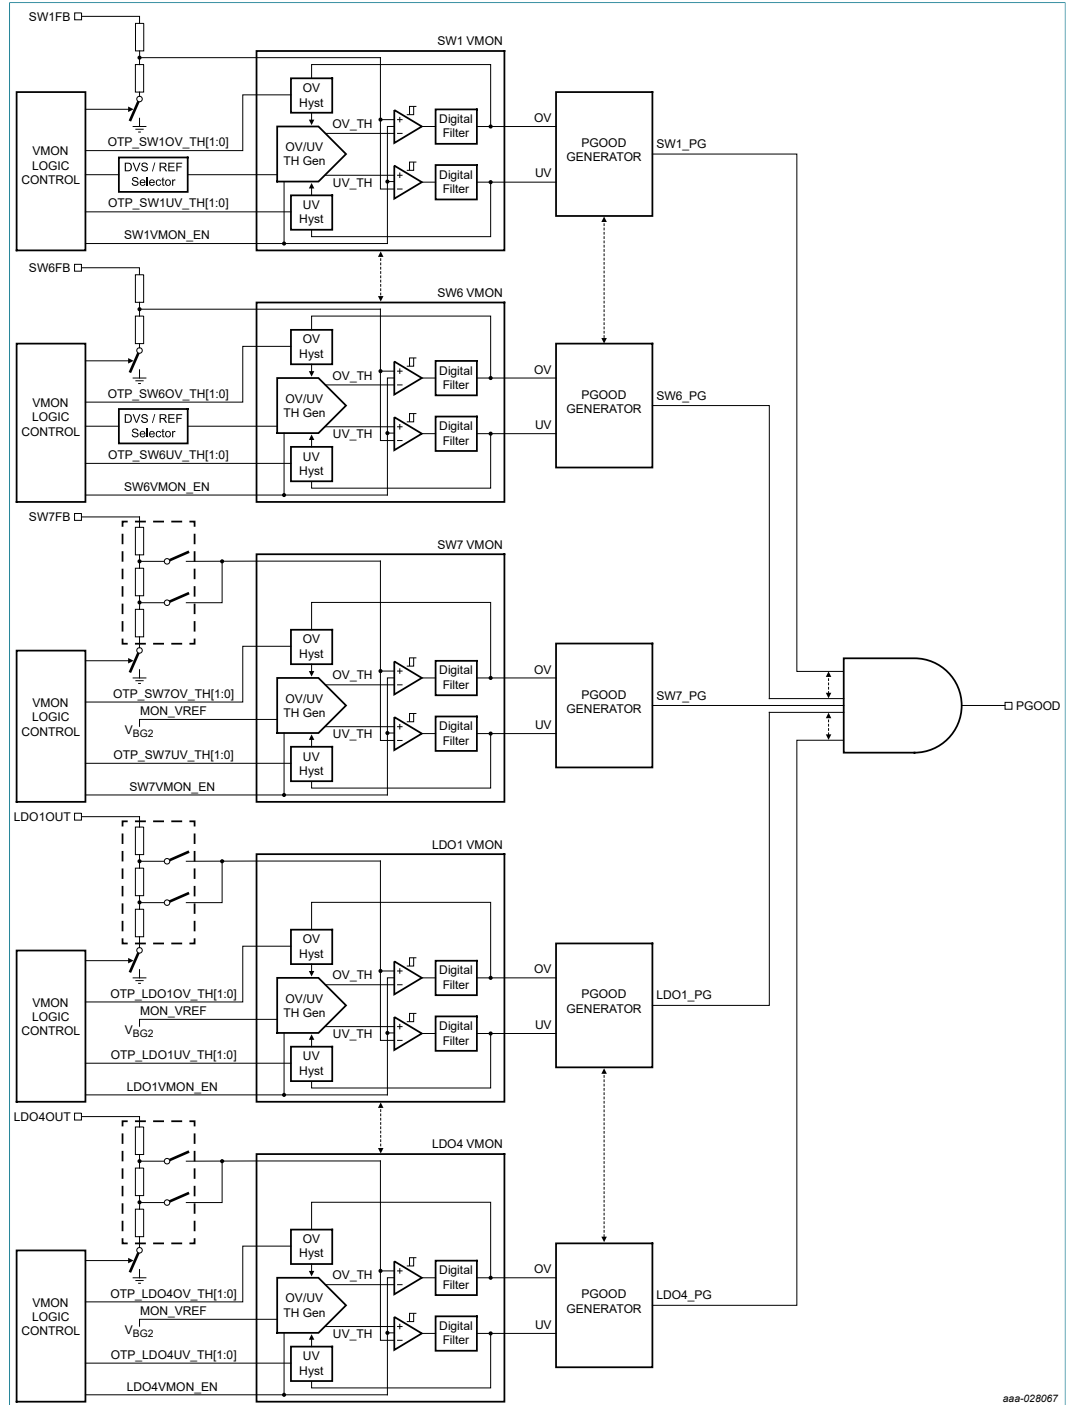 SW1FB
SW1 VMON
VMON
LOGIC
CONTROL
OTP_SW1OV_TH[1:0]
DVS / REF
Selector
OTP_SW1UV_TH[1:0]
SW1VMON_EN
OV
Hyst
OV/UV
TH Gen
UV
Hyst
OV_TH
UV_TH
+
−
+
−
Digital
Filter
Digital
Filter
OV
UV
PGOOD
GENERATOR
SW1_PG
SW6FB
SW6 VMON
VMON
LOGIC
CONTROL
OTP_SW6OV_TH[1:0]
DVS / REF
Selector
OTP_SW6UV_TH[1:0]
SW6VMON_EN
OV
Hyst
OV/UV
TH Gen
UV
Hyst
OV_TH
UV_TH
+
−
+
−
Digital
Filter
Digital
Filter
OV
UV
PGOOD
GENERATOR
SW6_PG
SW7FB
SW7 VMON
VMON
LOGIC
CONTROL
OTP_SW7OV_TH[1:0]
MON_VREF
VBG2
OTP_SW7UV_TH[1:0]
SW7VMON_EN
OV
Hyst
OV/UV
TH Gen
UV
Hyst
OV_TH
UV_TH
+
−
+
−
Digital
Filter
Digital
Filter
OV
UV
PGOOD
GENERATOR
SW7_PG
PGOOD
LDO1OUT
LDO1 VMON
VMON
LOGIC
CONTROL
OTP_LDO1OV_TH[1:0]
MON_VREF
VBG2
OTP_LDO1UV_TH[1:0]
LDO1VMON_EN
OV
Hyst
OV/UV
TH Gen
UV
Hyst
OV_TH
UV_TH
+
−
+
−
Digital
Filter
Digital
Filter
OV
UV
PGOOD
GENERATOR
LDO1_PG
LDO4OUT
LDO4 VMON
VMON
LOGIC
CONTROL
OTP_LDO4OV_TH[1:0]
MON_VREF
VBG2
OTP_LDO4UV_TH[1:0]
LDO4VMON_EN
OV
Hyst
OV/UV
TH Gen
UV
Hyst
OV_TH
UV_TH
+
−
+
−
Digital
Filter
Digital
Filter
OV
UV
PGOOD
GENERATOR
LDO4_PG
aaa-028067